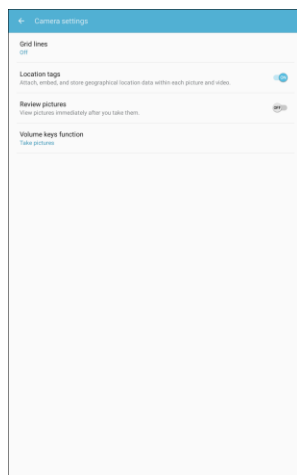 Camera settings
Grid lines
Off
Location tags
Attach, embed, and store geographical location data within each picture and video.
ON
Review pictures
View pictures immediately after you take them.
OFF
Volume keys function
Take pictures